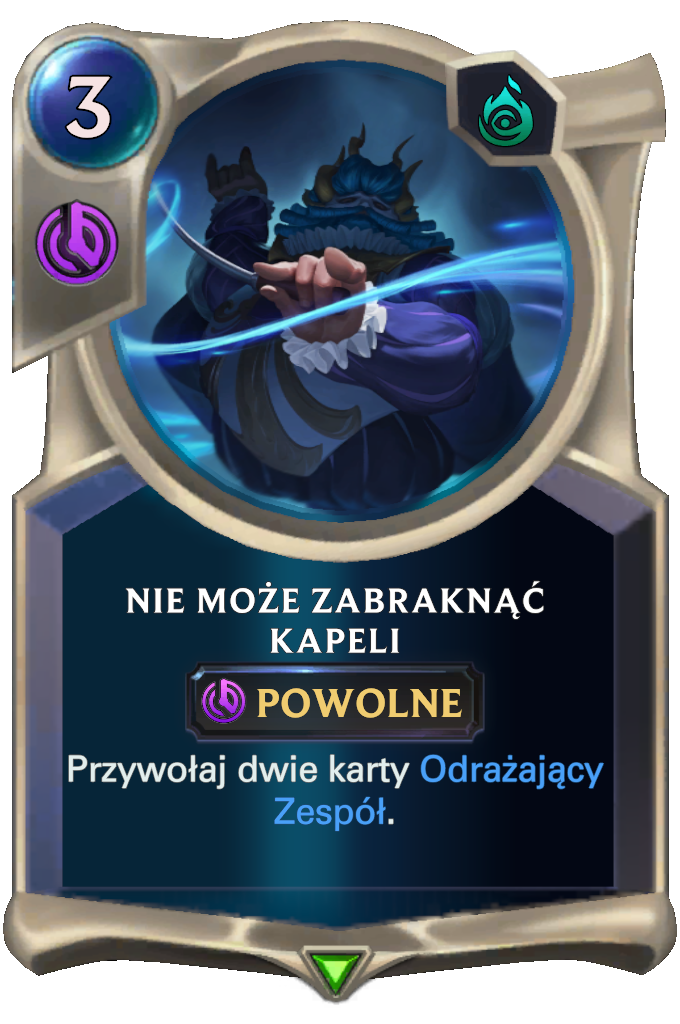 3
NIE MOŻE ZABRAKNĄĆ
KAPELI
POWOLNE
Przywołaj dwie karty Odrażający
Zespół.